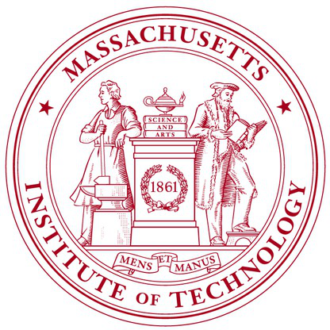 MASSACHUSETTS
SCIENCE
AND
ARTS
1861
MENS ET MANUS
INSTITUTE OF TECHNOLOGY